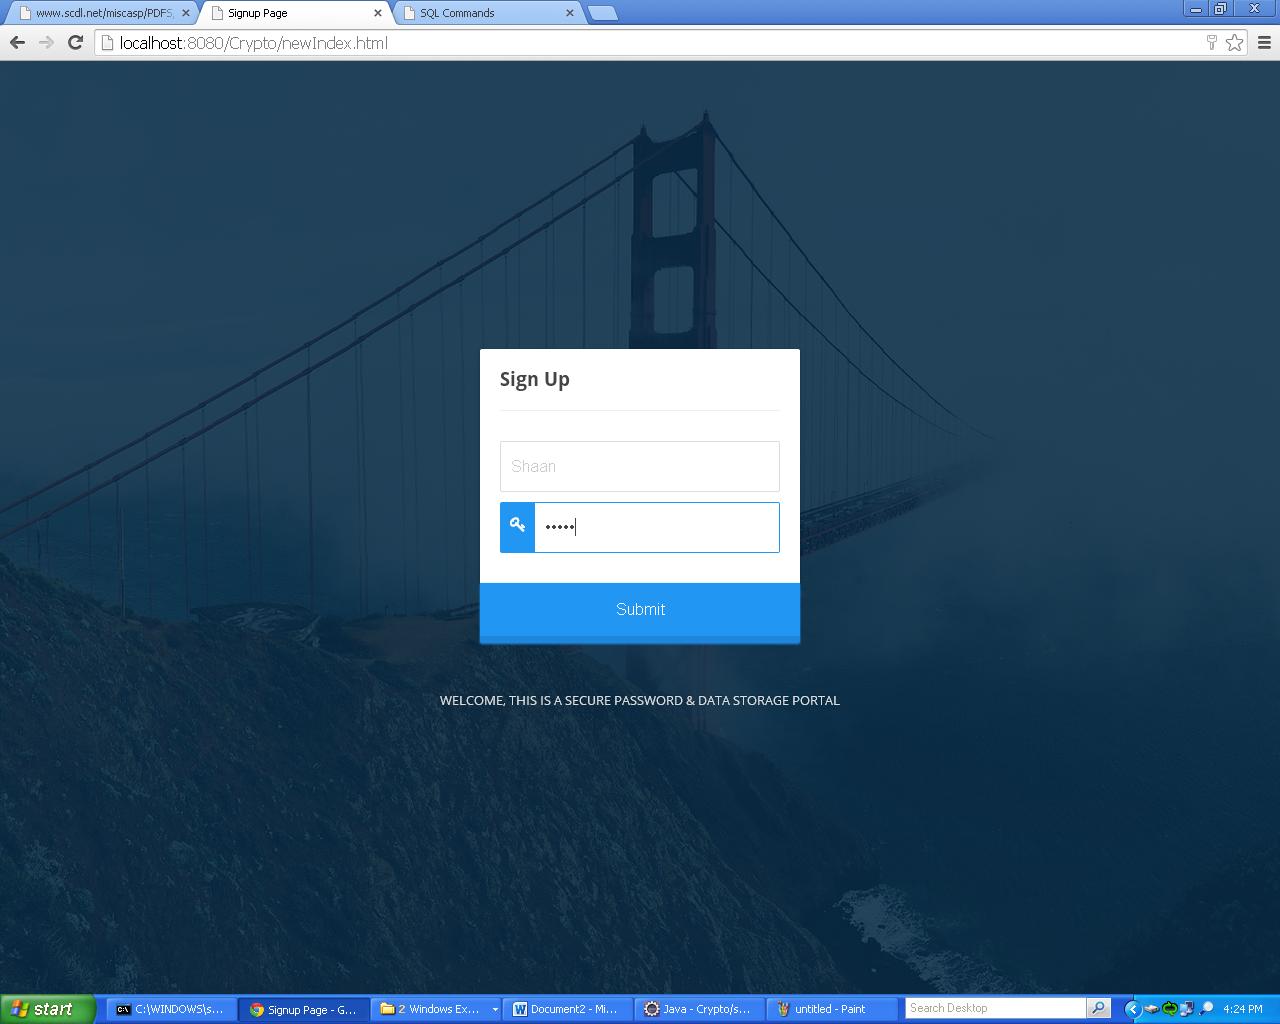 www.scdl.net/miscasp/PDFS,
Signup Page
SQL Commands
localhost:8080/Crypto/newIndex.html
Sign Up
Shaan
•••••
Submit
WELCOME, THIS IS A SECURE PASSWORD & DATA STORAGE PORTAL
start
C:\WINDOWS\s...
Signup Page - G...
2 Windows Ex...
Document2 - Mi...
Java - Crypto/s...
untitled - Paint
Search Desktop
4:24 PM